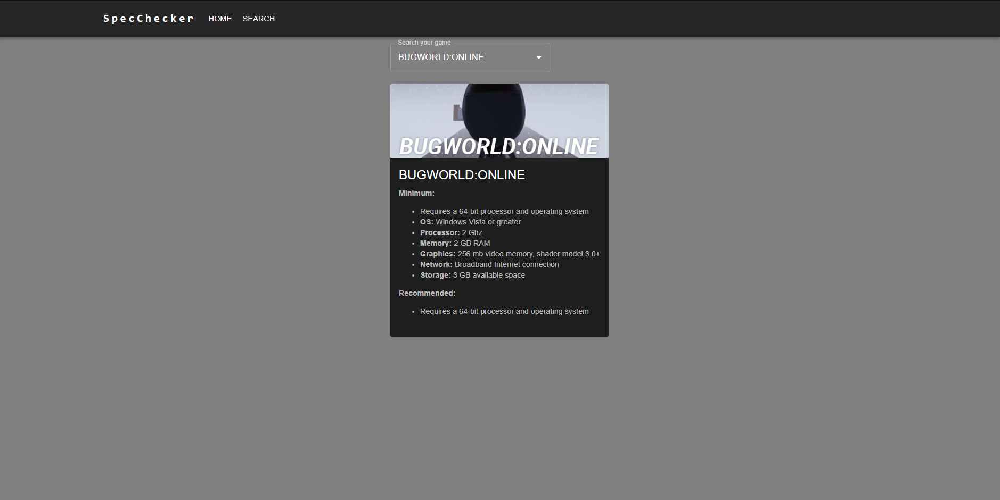 SpecChecker HOME SEARCH
Search your game
BUGWORLD:ONLINE
BUGWORLD:ONLINE
BUGWORLD:ONLINE
Minimum:
Requires a 64-bit processor and operating system
OS: Windows Vista or greater
Processor: 2 Ghz
Memory: 2 GB RAM
Graphics: 256 mb video memory, shader model 3.0+
Network: Broadband Internet connection
Storage: 3 GB available space
Recommended:
Requires a 64-bit processor and operating system